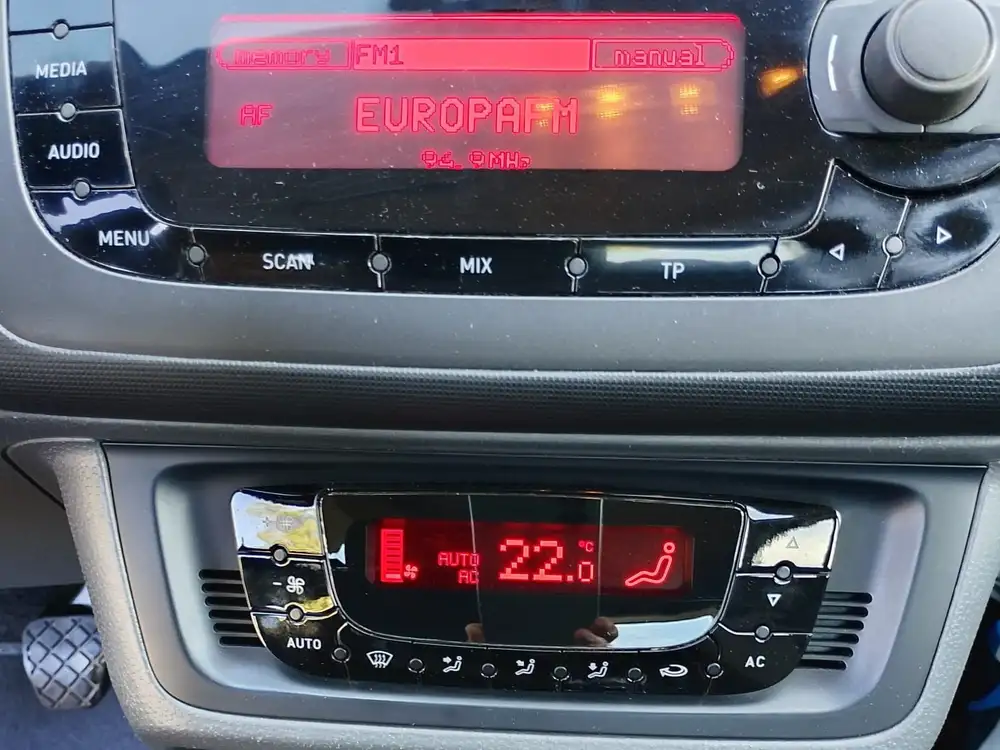 memory FM1 manual
AF EUROPAFM
MEDIA
AUDIO
MENU
SCAN MIX TP
AUTO 22.0 °C
AC
AUTO
AC